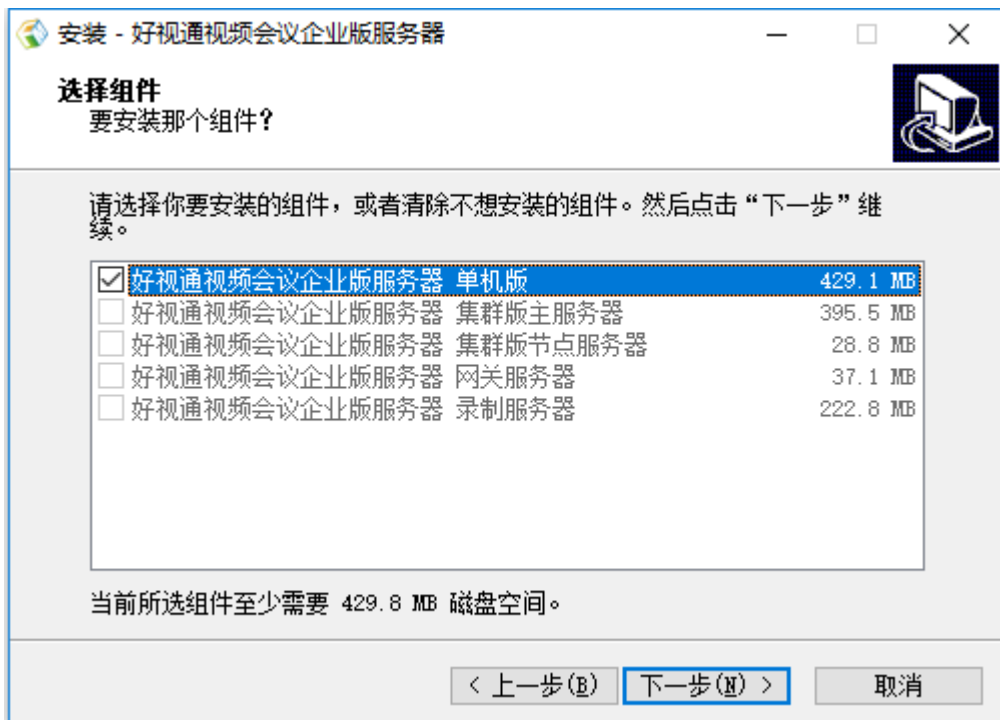 安装 - 好视通视频会议企业版服务器
选择组件
要安装那个组件?
请选择你要安装的组件，或者清除不想安装的组件。然后点击“下一步”继
续。
好视通视频会议企业版服务器 单机版 429.1 MB
好视通视频会议企业版服务器 集群版主服务器 395.5 MB
好视通视频会议企业版服务器 集群版节点服务器 28.8 MB
好视通视频会议企业版服务器 网关服务器 37.1 MB
好视通视频会议企业版服务器 录制服务器 222.8 MB
当前所选组件至少需要 429.8 MB 磁盘空间。
< 上一步(B) 下一步(N) > 取消